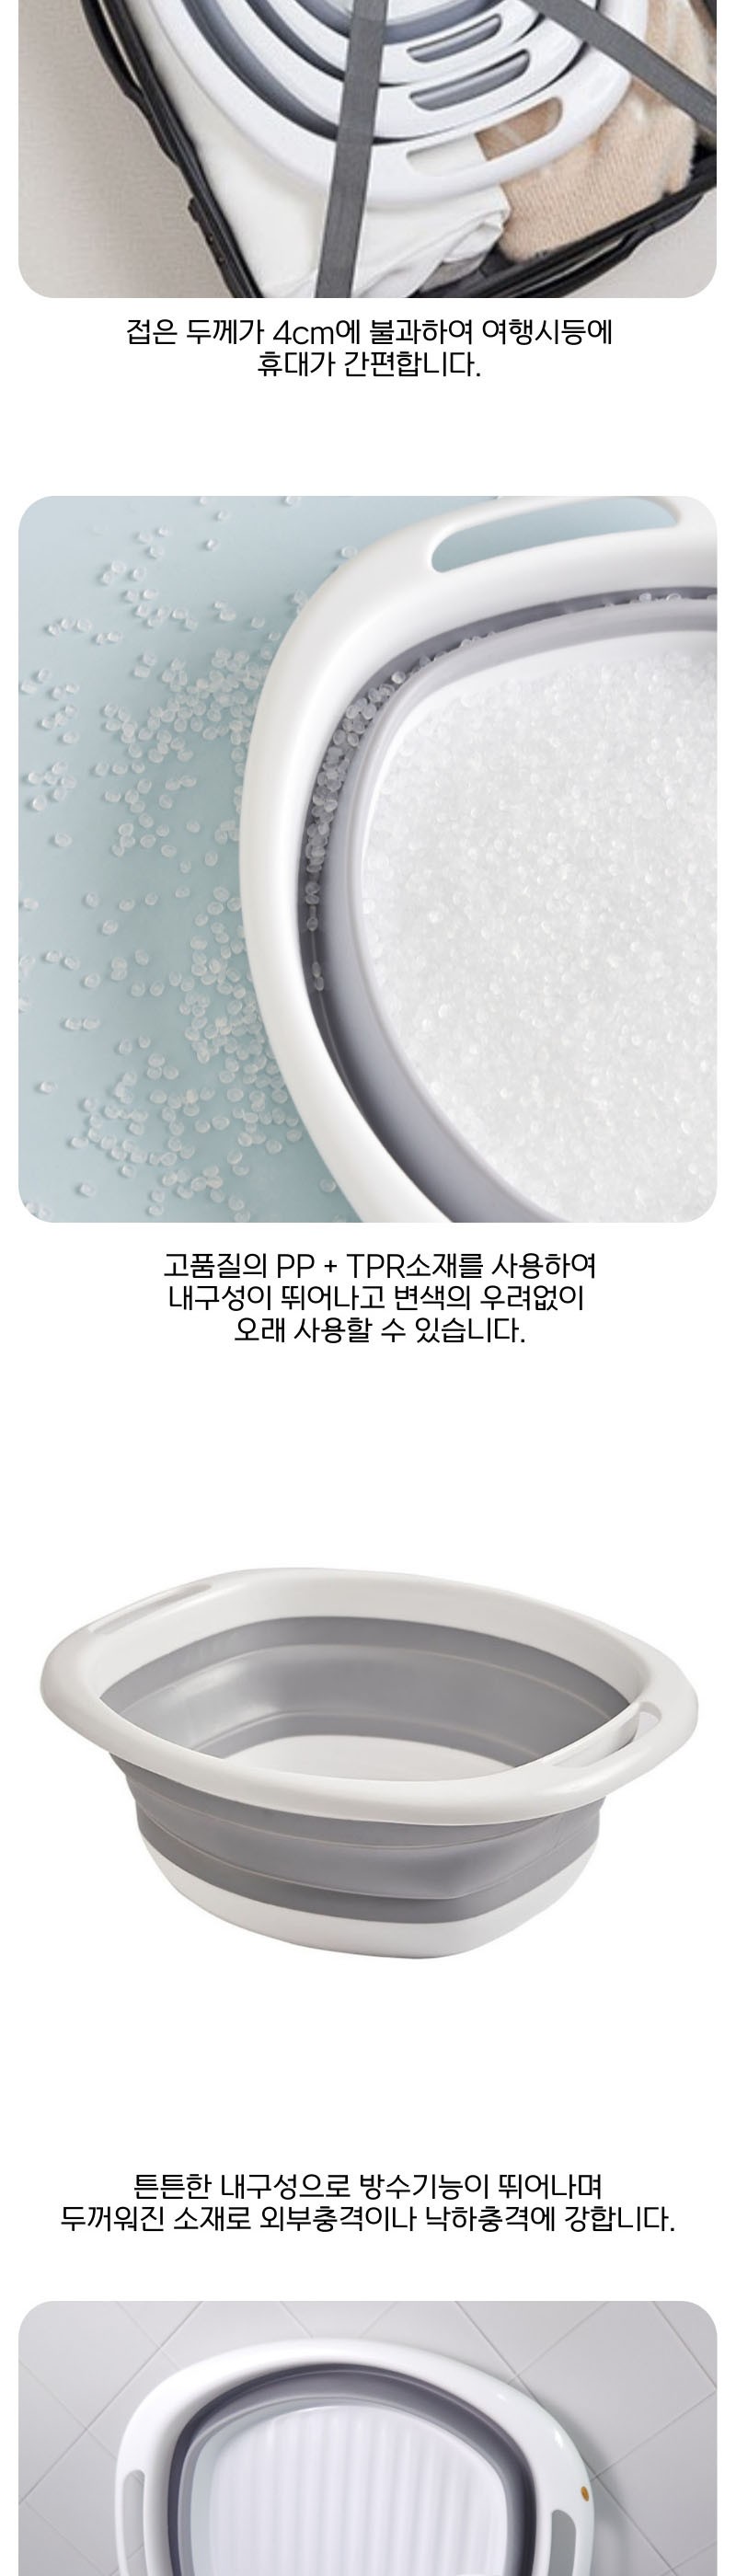 접은 두께가 4cm에 불과하여 여행시등에
휴대가 간편합니다.
고품질의 PP + TPR소재를 사용하여
내구성이 뛰어나고 변색의 우려없이
오래 사용할 수 있습니다.
튼튼한 내구성으로 방수기능이 뛰어나며
두꺼워진 소재로 외부충격이나 낙하충격에 강합니다.